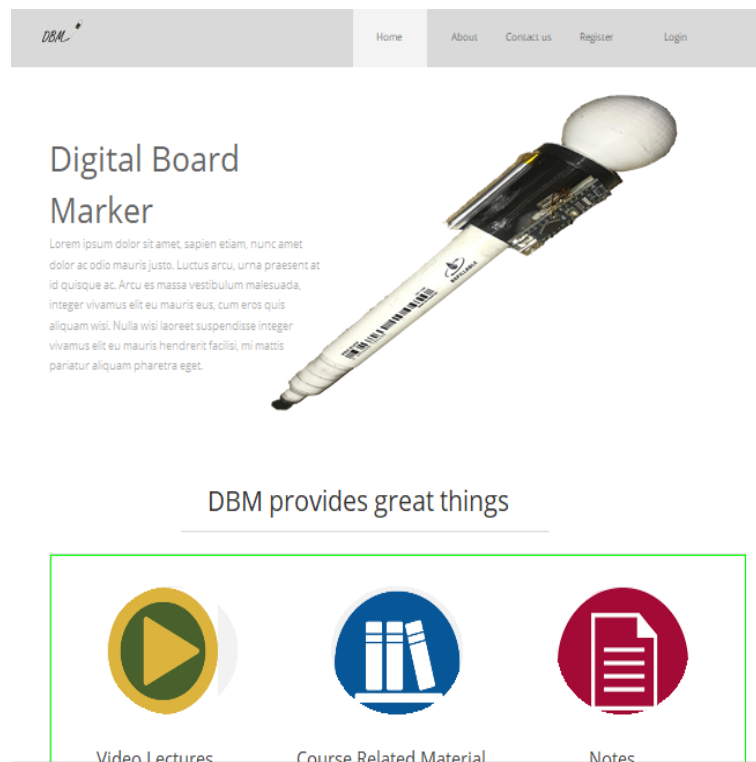 DBM
Home About Contact us Register Login
Digital Board
Marker
Lorem ipsum dolor sit amet, sapien etiam, nunc amet
dolor ac odio mauris justo. Luctus arcu, urna praesent at
id quisque ac. Arcu es massa vestibulum malesuada,
integer vivamus elit eu mauris eus, cum eros quis
aliquam wisi. Nulla wisi laoreet suspendisse integer
vivamus elit eu mauris hendrerit facilisi, mi mattis
pariatur aliquam pharetra eget.
REFILLABLE
DBM provides great things
Video Lectures Course Related Material Notes